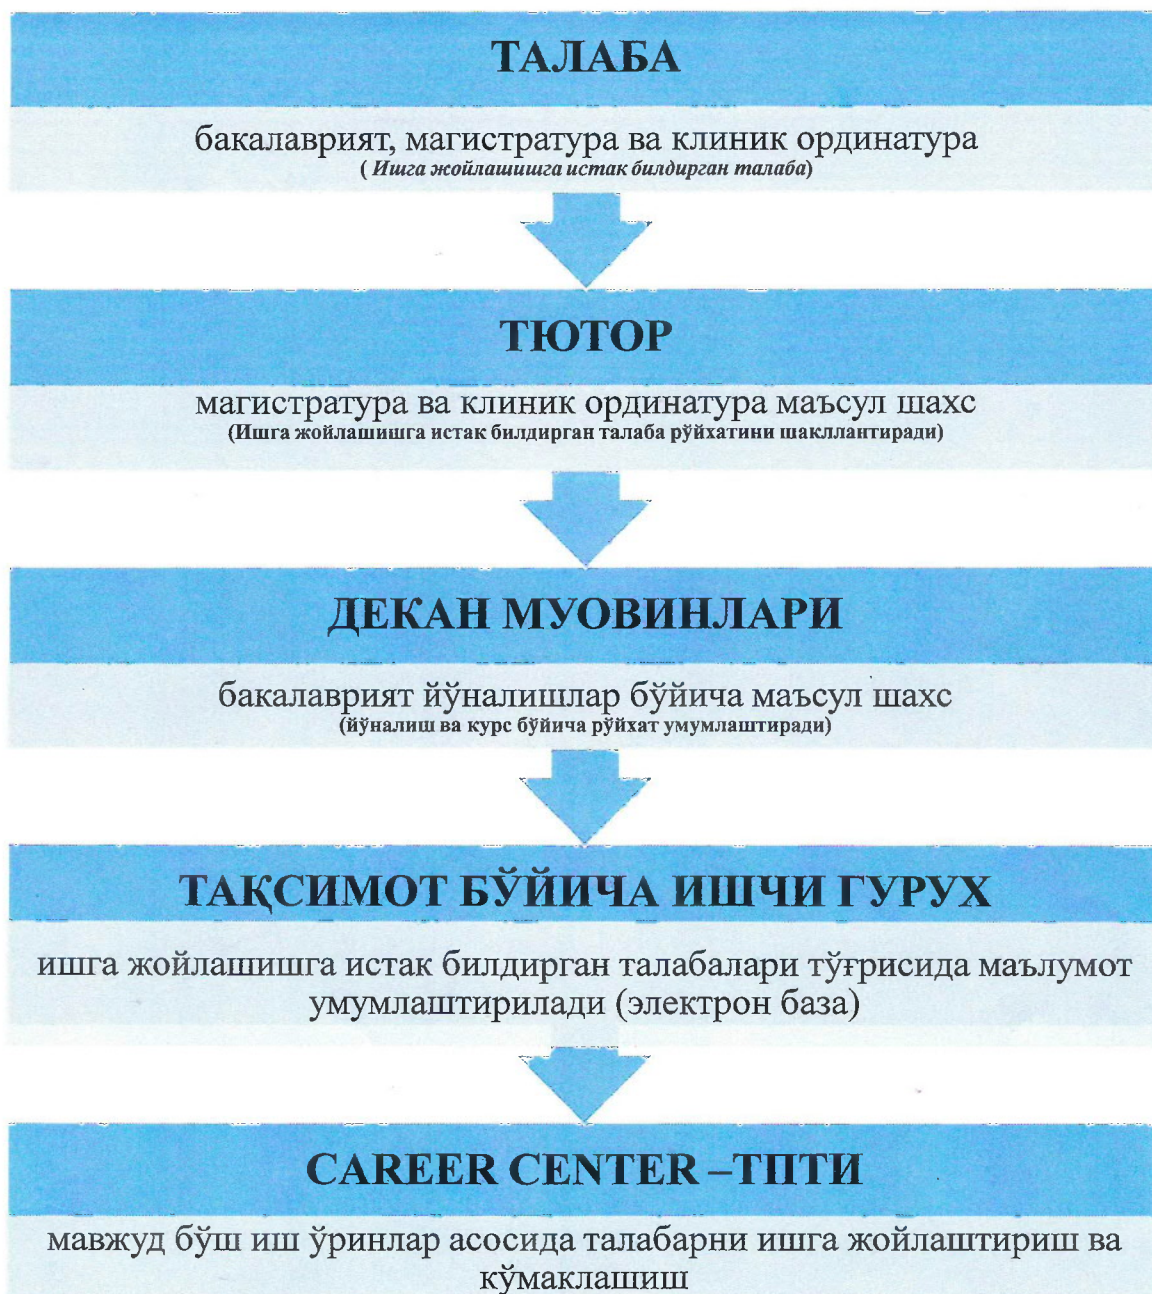 ТАЛАБА
бакалаврият, магистратура ва клиник ординатура
( Ишга жойлашишга истак билдирган талаба)
ТЮТОР
магистратура ва клиник ординатура маъсул шахс
(Ишга жойлашишга истак билдирган талаба рўйхатини шакллантиради)
ДЕКАН МУОВИНЛАРИ
бакалаврият йўналишлар бўйича маъсул шахс
(йўналиш ва курс бўйича рўйхат умумлаштиради)
ТАҚСИМОТ БЎЙИЧА ИШЧИ ГУРУХ
ишга жойлашишга истак билдирган талабалари тўғрисида маълумот
умумлаштирилади (электрон база)
CAREER CENTER –ТПТИ
мавжуд бўш иш ўринлар асосида талабарни ишга жойлаштириш ва
кўмаклашиш